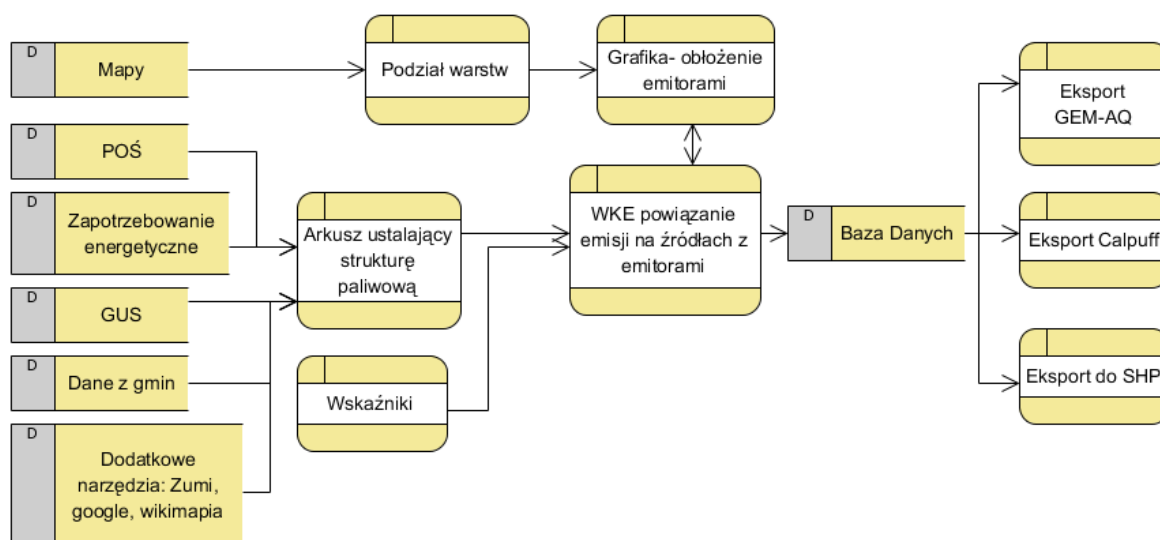 D
Mapy
Podział warstw
Grafika- obłożenie
emitorami
D
POŚ
D
Zapotrzebowanie
energetyczne
D
GUS
D
Dane z gmin
D
Dodatkowe
narzędzia: Zumi,
google, wikimapia
Arkusz ustalający
strukturę
paliwową
Wskaźniki
WKE powiązanie
emisji na źródłach z
emitorami
D
Baza Danych
Eksport
GEM-AQ
Eksport Calpuff
Eksport do SHP